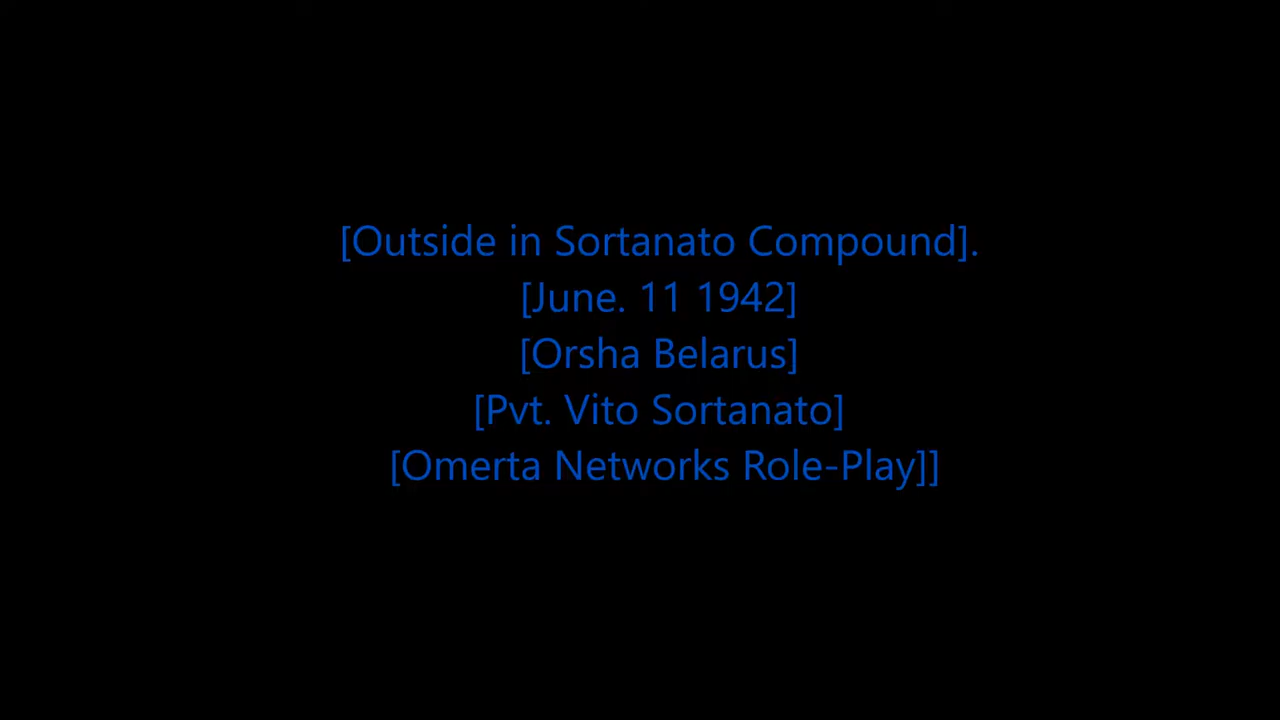 [Outside in Sortanato Compound].
[June. 11 1942]
[Orsha Belarus]
[Pvt. Vito Sortanato]
[Omerta Networks Role-Play]]